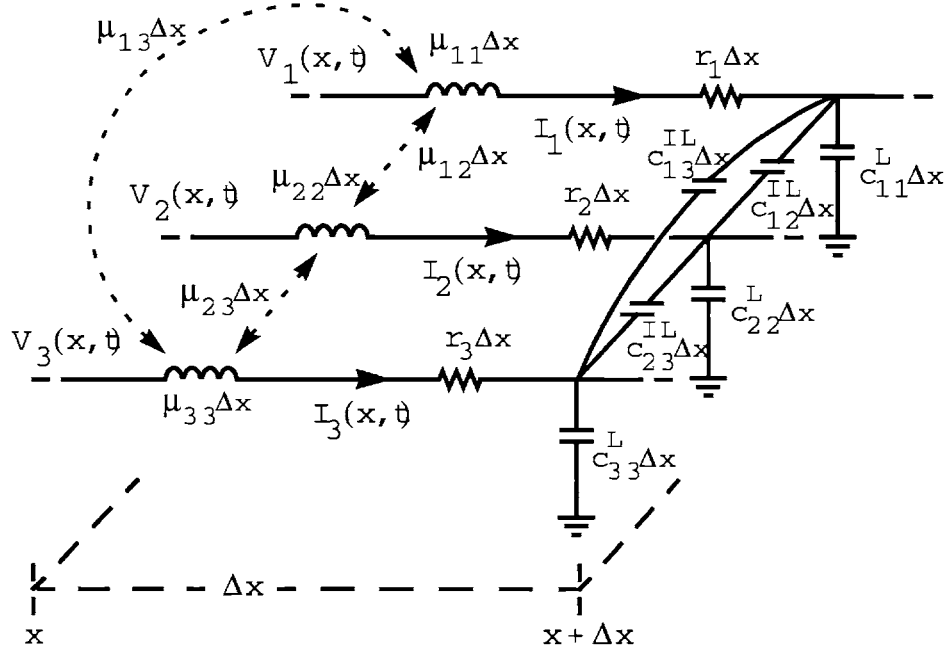 μ₁₃Δx
V₁(x,t)
μ₁₁Δx
r₁Δx
I₁(x,t)
μ₁₂Δx
c₁₃ᴵᴸΔx
c₁₂ᴵᴸΔx
c₁₁ᴸΔx
V₂(x,t)
μ₂₂Δx
r₂Δx
I₂(x,t)
μ₂₃Δx
c₂₃ᴵᴸΔx
c₂₂ᴸΔx
V₃(x,t)
μ₃₃Δx
r₃Δx
I₃(x,t)
c₃₃ᴸΔx
Δx
x
x + Δx